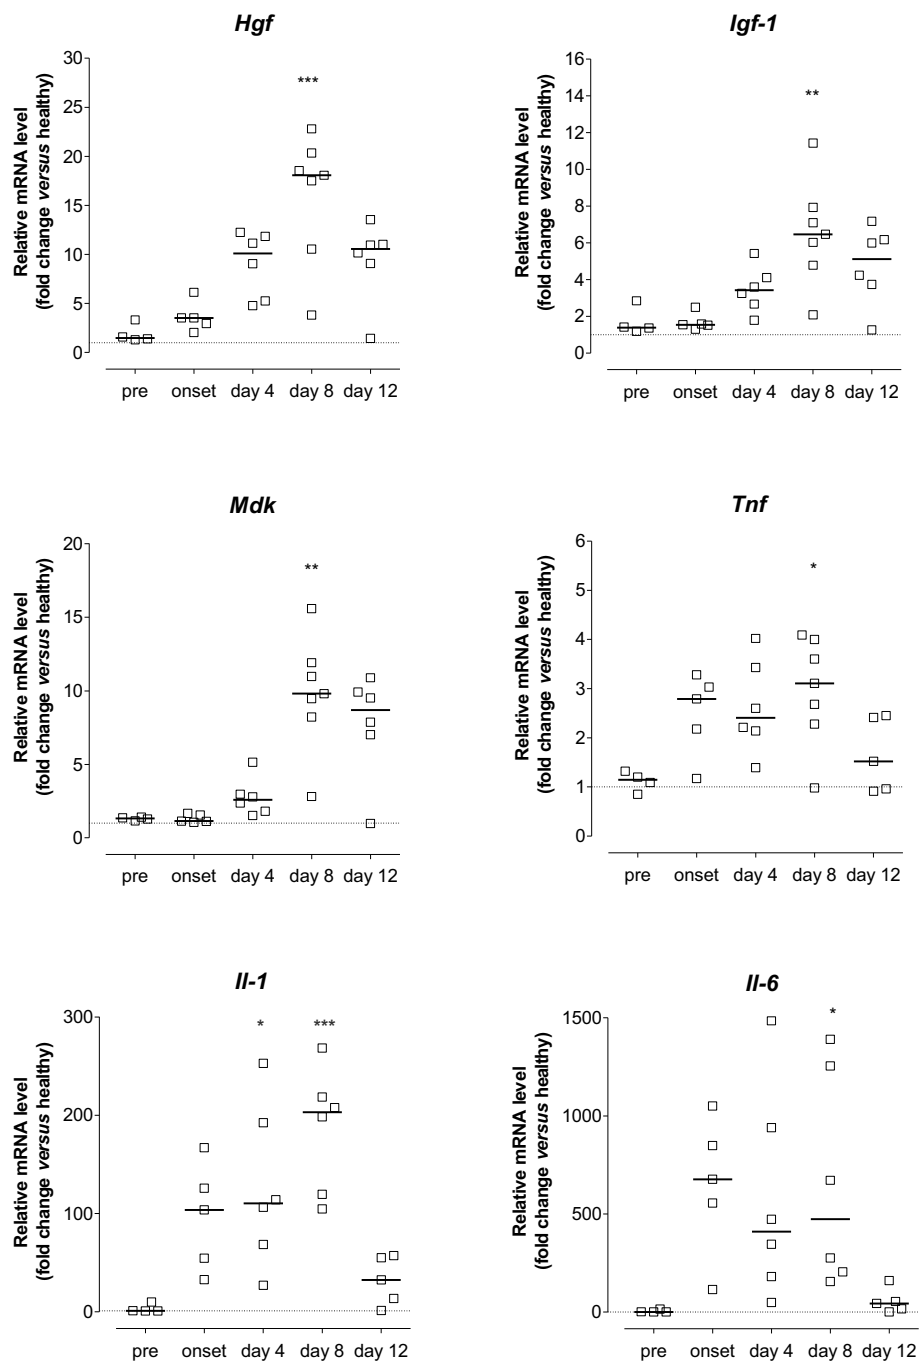 Hgf
Relative mRNA level
(fold change versus healthy)
30
25
20
15
10
5
0
***
pre onset day 4 day 8 day 12
Igf-1
Relative mRNA level
(fold change versus healthy)
16
14
12
10
8
6
4
2
0
**
pre onset day 4 day 8 day 12
Mdk
Relative mRNA level
(fold change versus healthy)
20
15
10
5
0
**
pre onset day 4 day 8 day 12
Tnf
Relative mRNA level
(fold change versus healthy)
6
5
4
3
2
1
0
*
pre onset day 4 day 8 day 12
Il-1
Relative mRNA level
(fold change versus healthy)
300
200
100
0
* ***
pre onset day 4 day 8 day 12
Il-6
Relative mRNA level
(fold change versus healthy)
1500
1000
500
0
*
pre onset day 4 day 8 day 12